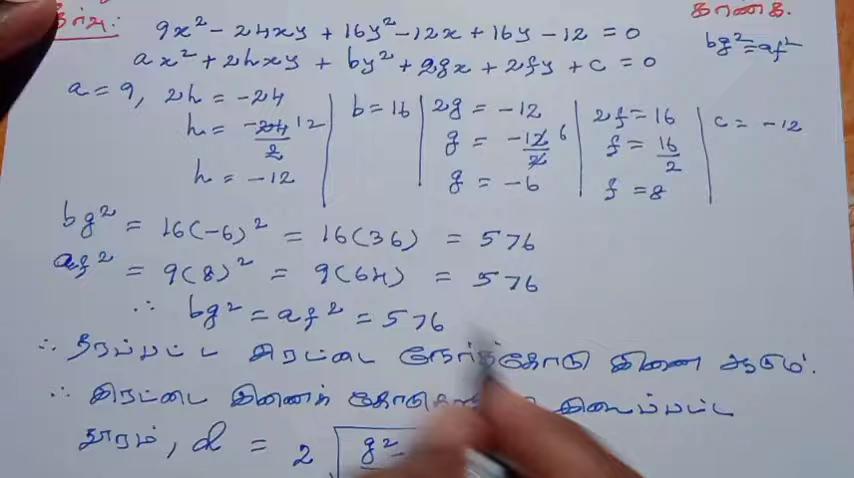 தீர்வு: காண்க.
9x² - 24xy + 16y² - 12x + 16y - 12 = 0
bg² = af²
ax² + 2hxy + by² + 2gx + 2fy + c = 0
a = 9, 2h = -24 | b = 16 | 2g = -12 | 2f = 16 | c = -12
h = -24/2 12 | g = -12/2 6 | f = 16/2
h = -12 | g = -6 | f = 8
bg² = 16(-6)² = 16(36) = 576
af² = 9(8)² = 9(64) = 576
∴ bg² = af² = 576
∴ தரப்பட்ட இரட்டை நேர்க்கோடு இணை ஆகும்.
∴ இரட்டை இணைக் இடைப்பட்ட
தூரம், d = 2 √ g² -